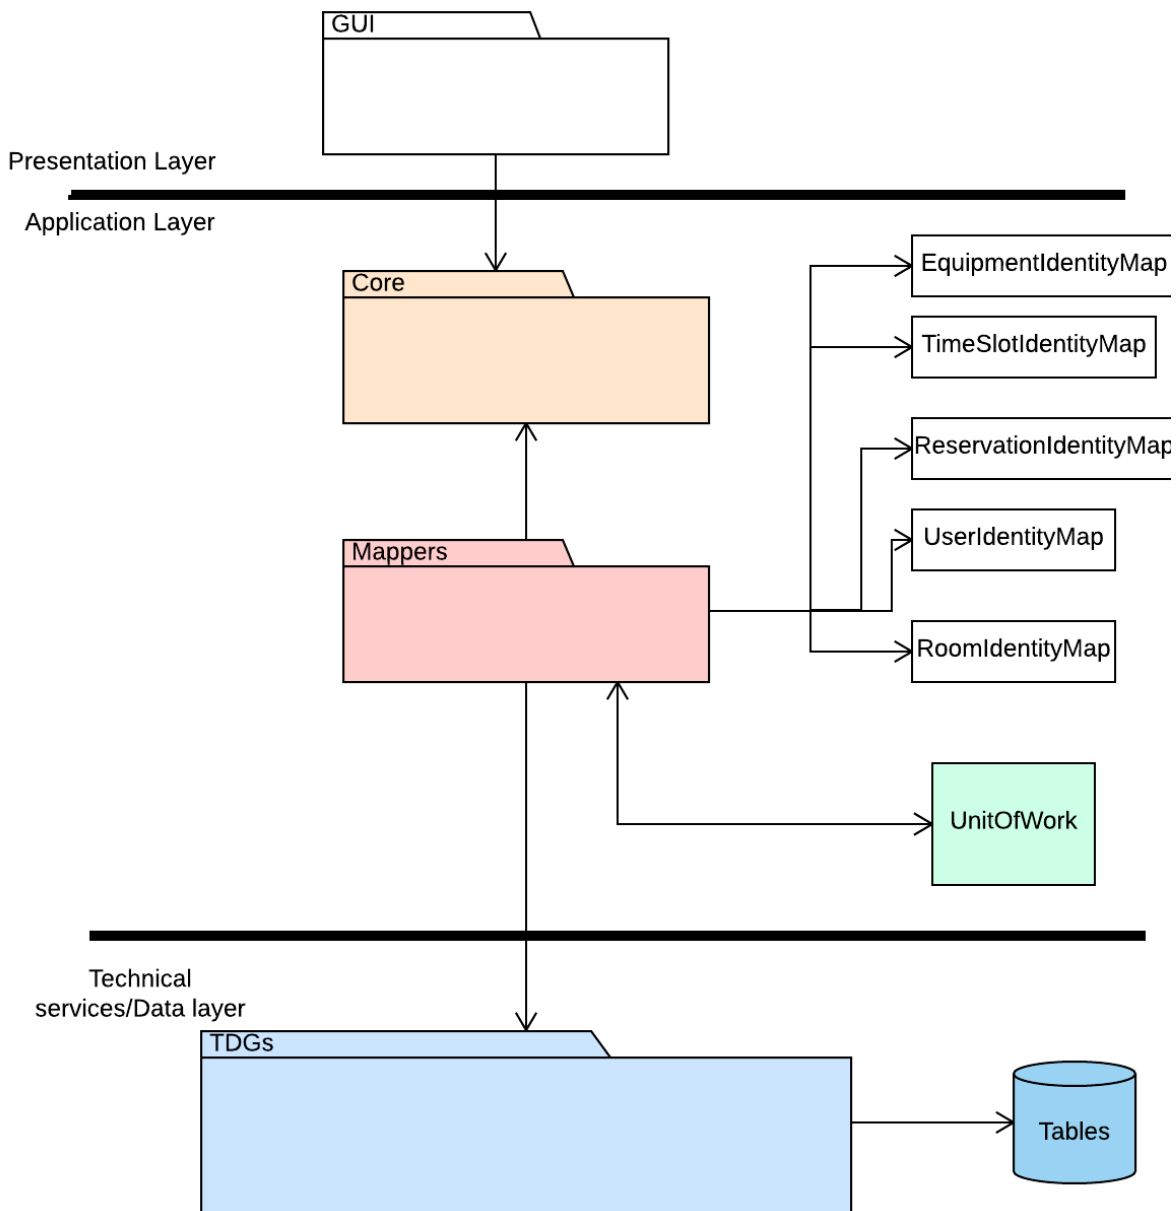 GUI
Presentation Layer
Application Layer
Core
EquipmentIdentityMap
TimeSlotIdentityMap
ReservationIdentityMap
UserIdentityMap
Mappers
RoomIdentityMap
UnitOfWork
Technical
services/Data layer
TDGs
Tables